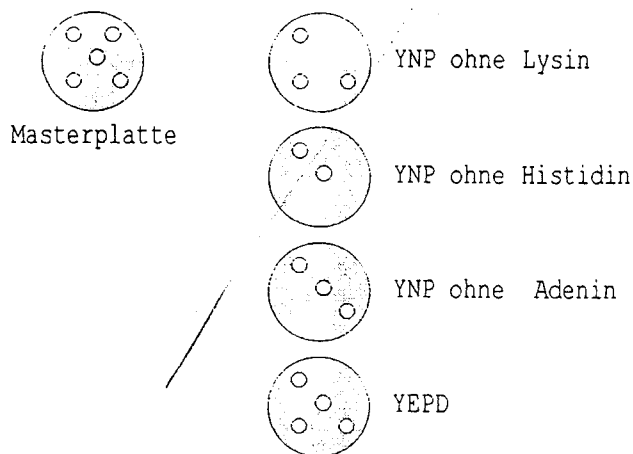 Masterplatte
YNP ohne Lysin
YNP ohne Histidin
YNP ohne Adenin
YEPD